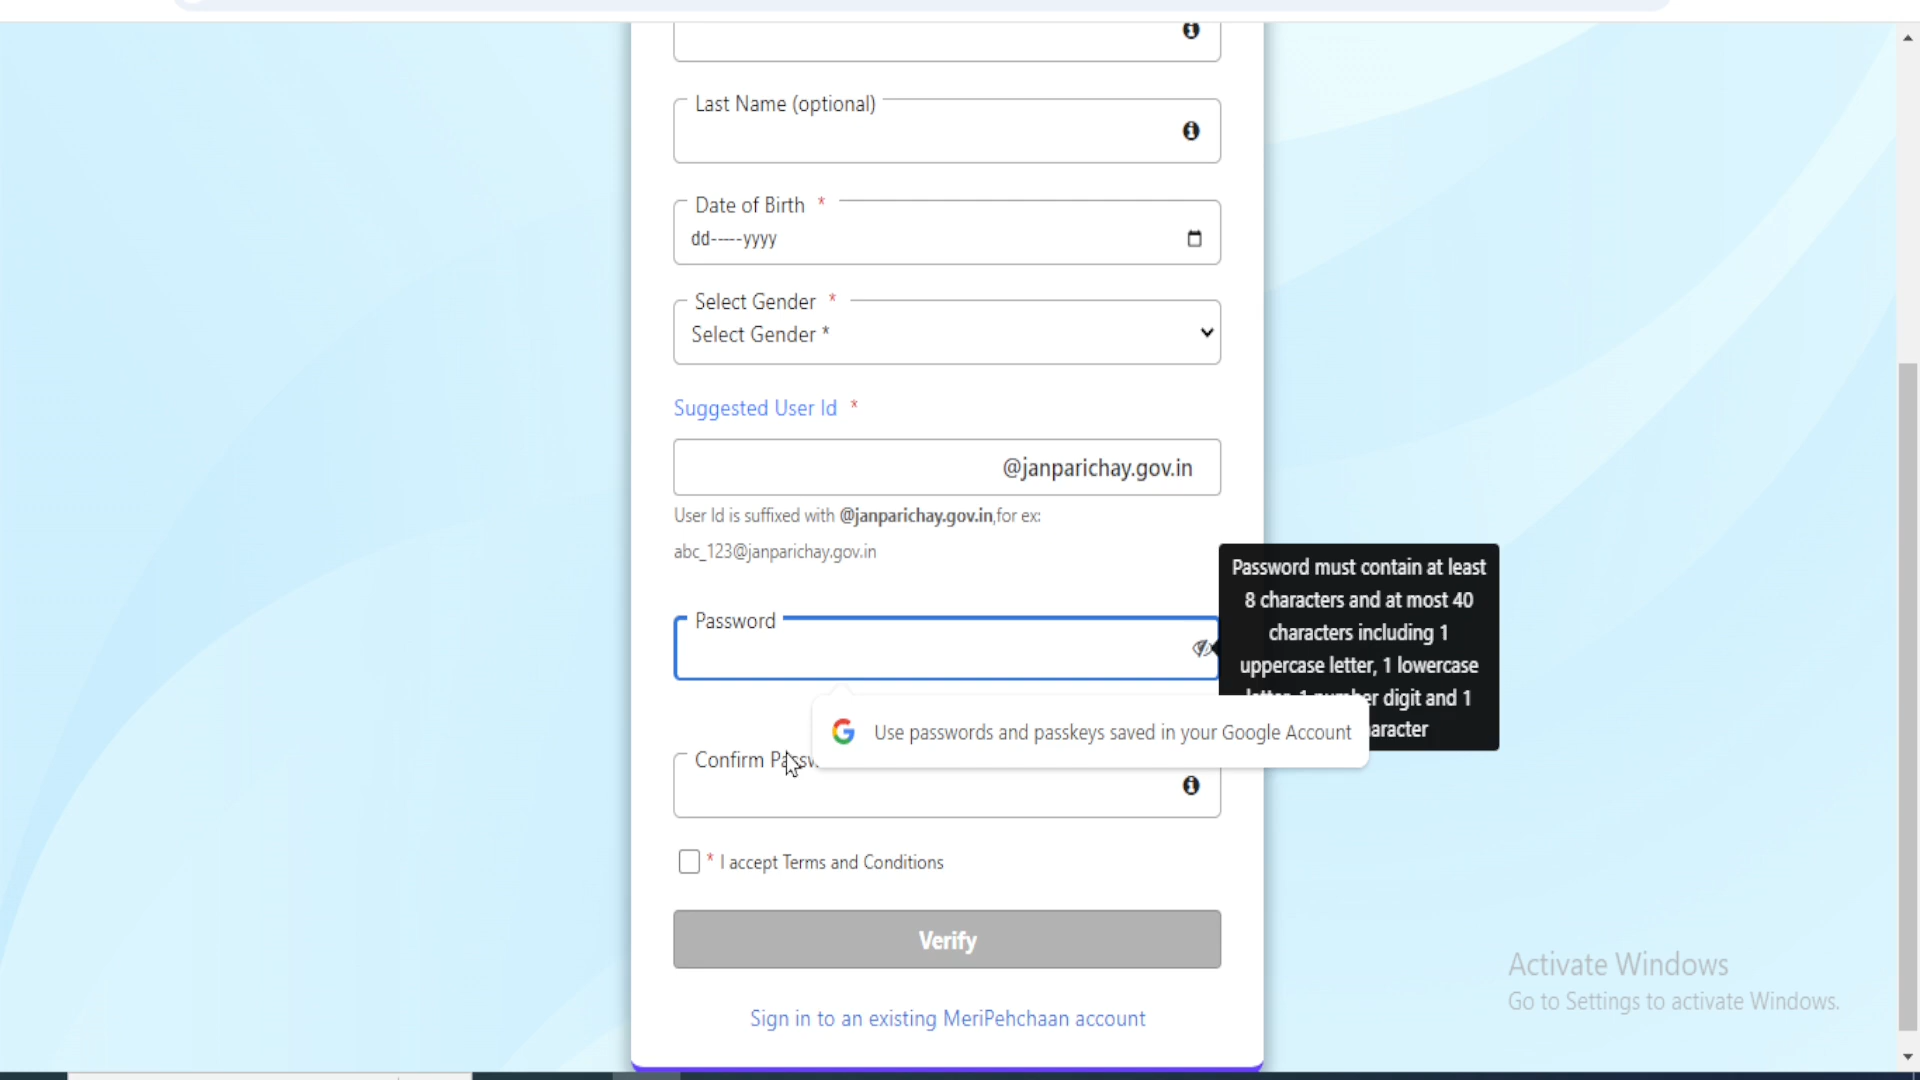 Last Name (optional)
Date of Birth *
dd-----yyyy
Select Gender *
Select Gender *
Suggested User Id *
@janparichay.gov.in
User Id is suffixed with @janparichay.gov.in,for ex:
abc_123@janparichay.gov.in
Password
Password must contain at least
8 characters and at most 40
characters including 1
uppercase letter, 1 lowercase
digit and 1
Use passwords and passkeys saved in your Google Account
Confirm
* I accept Terms and Conditions
Verify
Sign in to an existing MeriPehchaan account
Activate Windows
Go to Settings to activate Windows.